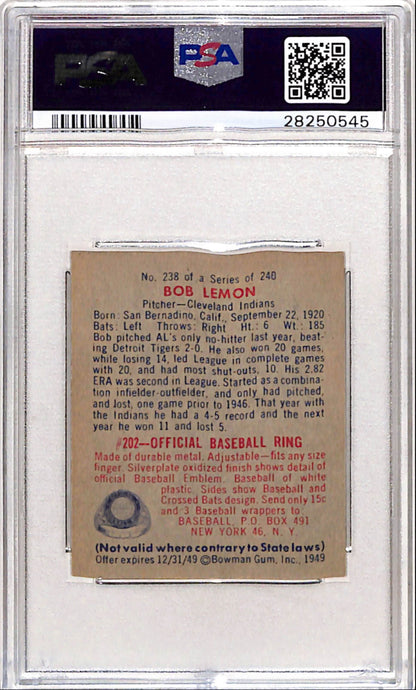 PSA
PSA
28250545
No. 238 of a Series of 240
BOB LEMON
Pitcher—Cleveland Indians
Born: San Bernadino, Calif., September 22, 1920
Bats: Left Throws: Right Ht.: 6 Wt.: 185
Bob pitched AL's only no-hitter last year, beat-
ing Detroit Tigers 2-0. He also won 20 games,
while losing 14, led League in complete games
with 20, and had most shut-outs, 10. His 2.82
ERA was second in League. Started as a combina-
tion infielder-outfielder, and only had pitched,
and lost, one game prior to 1946. That year with
the Indians he had a 4-5 record and the next
year he won 11 and lost 5.
#202—OFFICIAL BASEBALL RING
Made of durable metal. Adjustable—fits any size
finger. Silverplate oxidized finish shows detail of
official Baseball Emblem. Baseball of white
plastic. Sides show Baseball and
Crossed Bats design. Send only 15c
and 3 Baseball wrappers to
BASEBALL, P.O. BOX 491
NEW YORK 46, N. Y.
(Not valid where contrary to State laws)
Offer expires 12/31/49 ©Bowman Gum, Inc., 1949